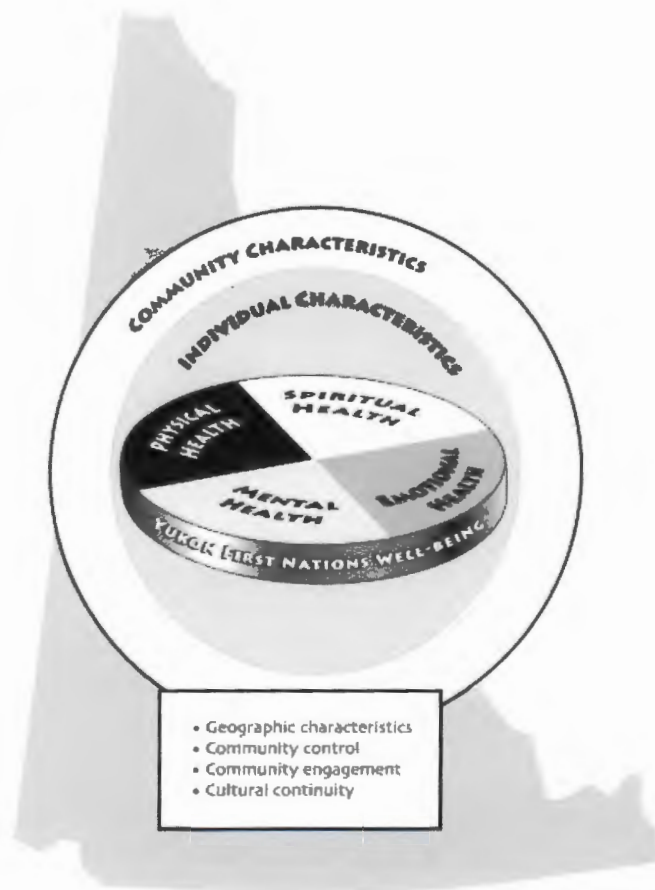 COMMUNITY CHARACTERISTICS
INDIVIDUAL CHARACTERISTICS
SPIRITUAL
HEALTH
PHYSICAL
HEALTH
MENTAL
HEALTH
EMOTIONAL
HEALTH
YUKON FIRST NATIONS WELL-BEING
• Geographic characteristics
• Community control
• Community engagement
• Cultural continuity